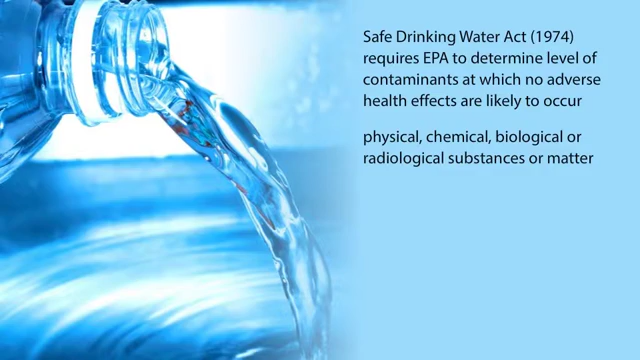 Safe Drinking Water Act (1974)
requires EPA to determine level of
contaminants at which no adverse
health effects are likely to occur
physical, chemical, biological or
radiological substances or matter